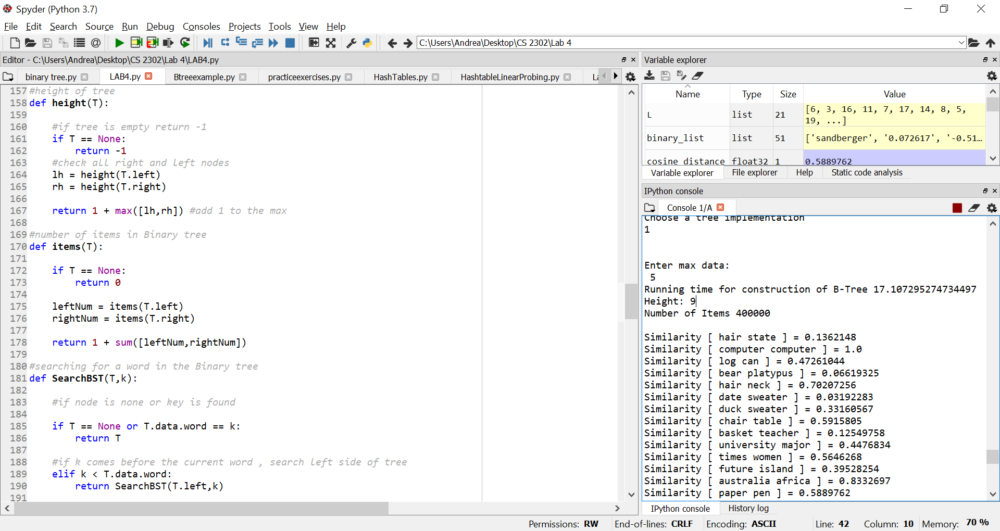 Spyder (Python 3.7)
File Edit Search Source Run Debug Consoles Projects Tools View Help
C:\Users\Andrea\Desktop\CS 2302\Lab 4
Editor - C:\Users\Andrea\Desktop\CS 2302\Lab 4\LAB4.py
binary tree.py LAB4.py Btreeexample.py practiceexercises.py HashTables.py HashtableLinearProbing.py
157 #height of tree
158 def height(T):
159
160 #if tree is empty return -1
161 if T == None:
162 return -1
163 #check all right and left nodes
164 lh = height(T.left)
165 rh = height(T.right)
166
167 return 1 + max([lh,rh]) #add 1 to the max
168
169 #number of items in Binary tree
170 def items(T):
171
172 if T == None:
173 return 0
174
175 leftNum = items(T.left)
176 rightNum = items(T.right)
177
178 return 1 + sum([leftNum,rightNum])
179
180 #searching for a word in the Binary tree
181 def SearchBST(T,k):
182
183 #if node is none or key is found
184
185 if T == None or T.data.word == k:
186 return T
187
188 #if k comes before the current word , search left side of tree
189 elif k < T.data.word:
190 return SearchBST(T.left,k)
191
Variable explorer
Name Type Size Value
L list 21 [6, 3, 16, 11, 7, 17, 14, 8, 5,
19, ...]
binary_list list 51 ['sandberger', '0.072617', '-0.51…
cosine_distance float32 1 0.5889762
Variable explorer File explorer Help Static code analysis
IPython console
Console 1/A
Choose a tree implementation
1
Enter max data:
5
Running time for construction of B-Tree 17.107295274734497
Height: 9
Number of Items 400000
Similarity [ hair state ] = 0.1362148
Similarity [ computer computer ] = 1.0
Similarity [ log can ] = 0.47261044
Similarity [ bear platypus ] = 0.06619325
Similarity [ hair neck ] = 0.70207256
Similarity [ date sweater ] = 0.03192283
Similarity [ duck sweater ] = 0.33160567
Similarity [ chair table ] = 0.5915805
Similarity [ basket teacher ] = 0.12549758
Similarity [ university major ] = 0.4476834
Similarity [ times women ] = 0.5646268
Similarity [ future island ] = 0.39528254
Similarity [ australia africa ] = 0.8332697
Similarity [ paper pen ] = 0.5889762
IPython console History log
Permissions: RW End-of-lines: CRLF Encoding: ASCII Line: 42 Column: 10 Memory: 70 %